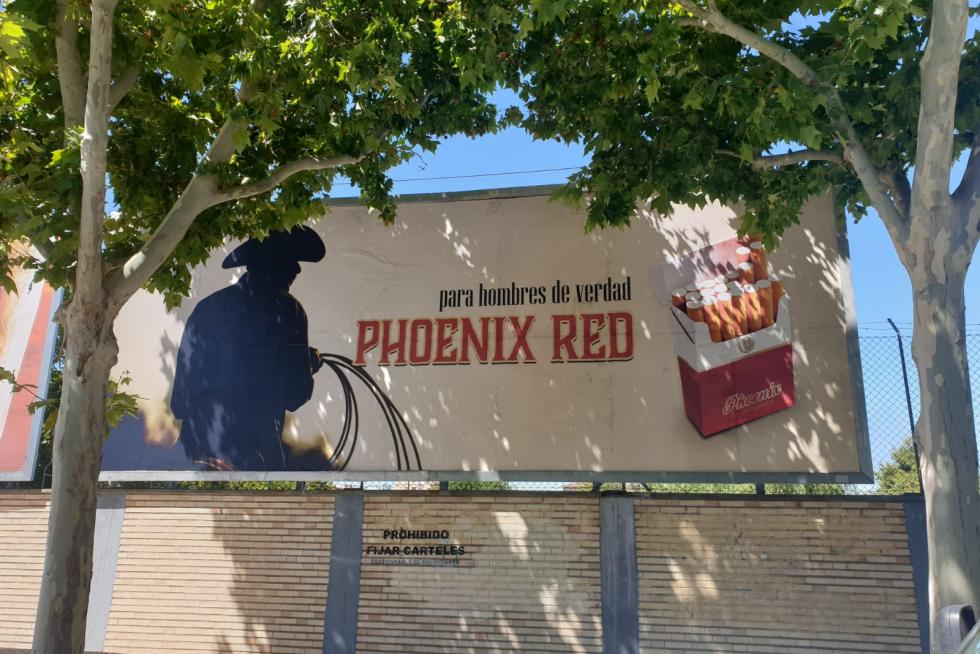 para hombres de verdad
PHOENIX RED
Phoenix
PROHIBIDO
FIJAR CARTELES